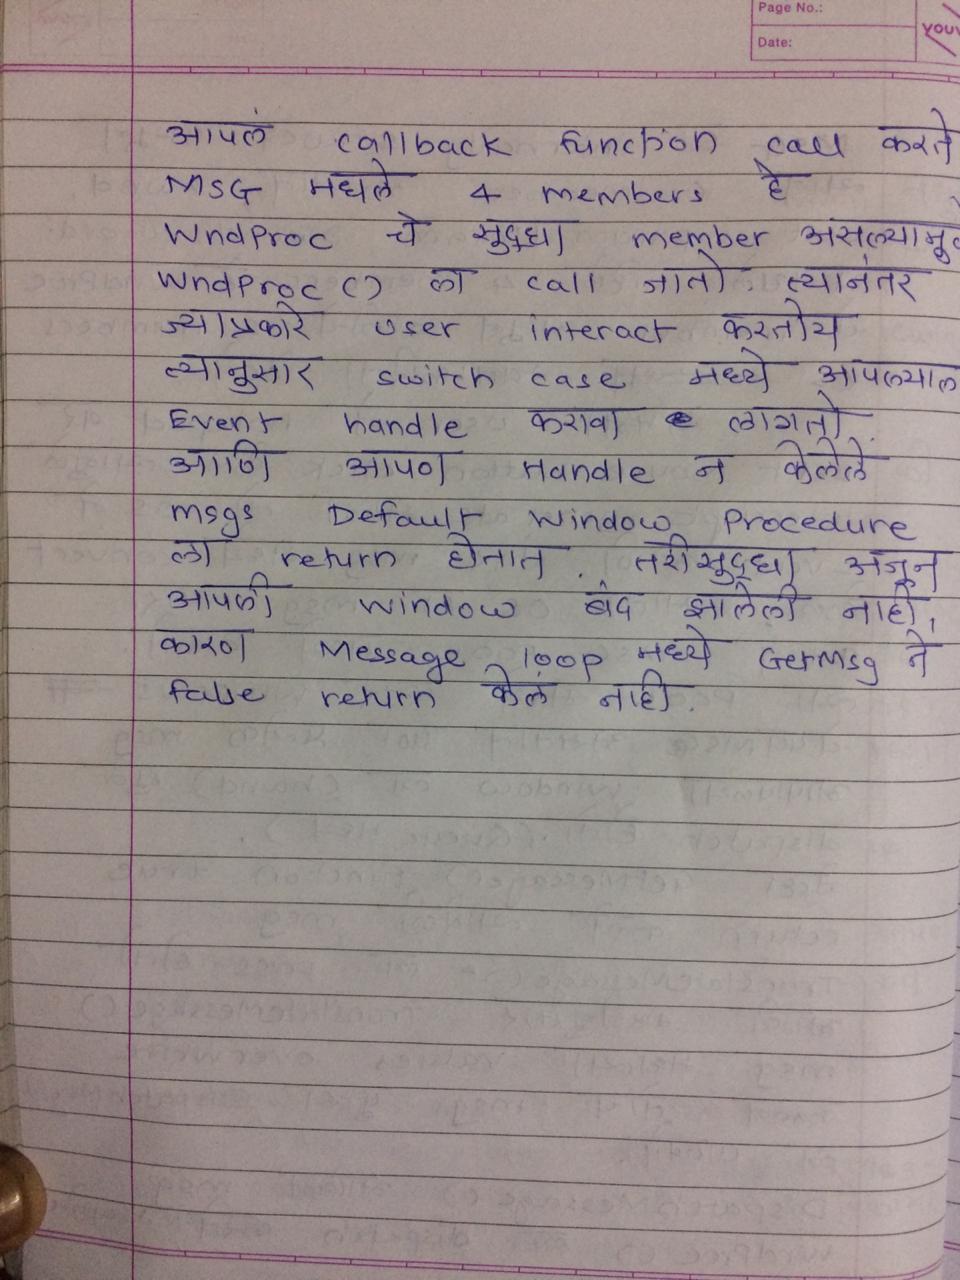 Page No.:
Date:
YOUV
आपलं callback function call करते
MSG मधले 4 members हे
WndProc चे सुद्धा member असल्यामुळ
WndProc () ला call जातो. त्यानंतर
ज्याप्रकारे user interact करतोय
त्यानुसार switch case मध्ये आपल्याल
Event handle करावा लागतो.
आणि आपण Handle न केलेले
msgs Default Window Procedure
ला return होतात. तरीसुद्धा अजून
आपली window बंद झालेली नाही,
कारण Message loop मध्ये GetMsg ने
false return केलं नाही.